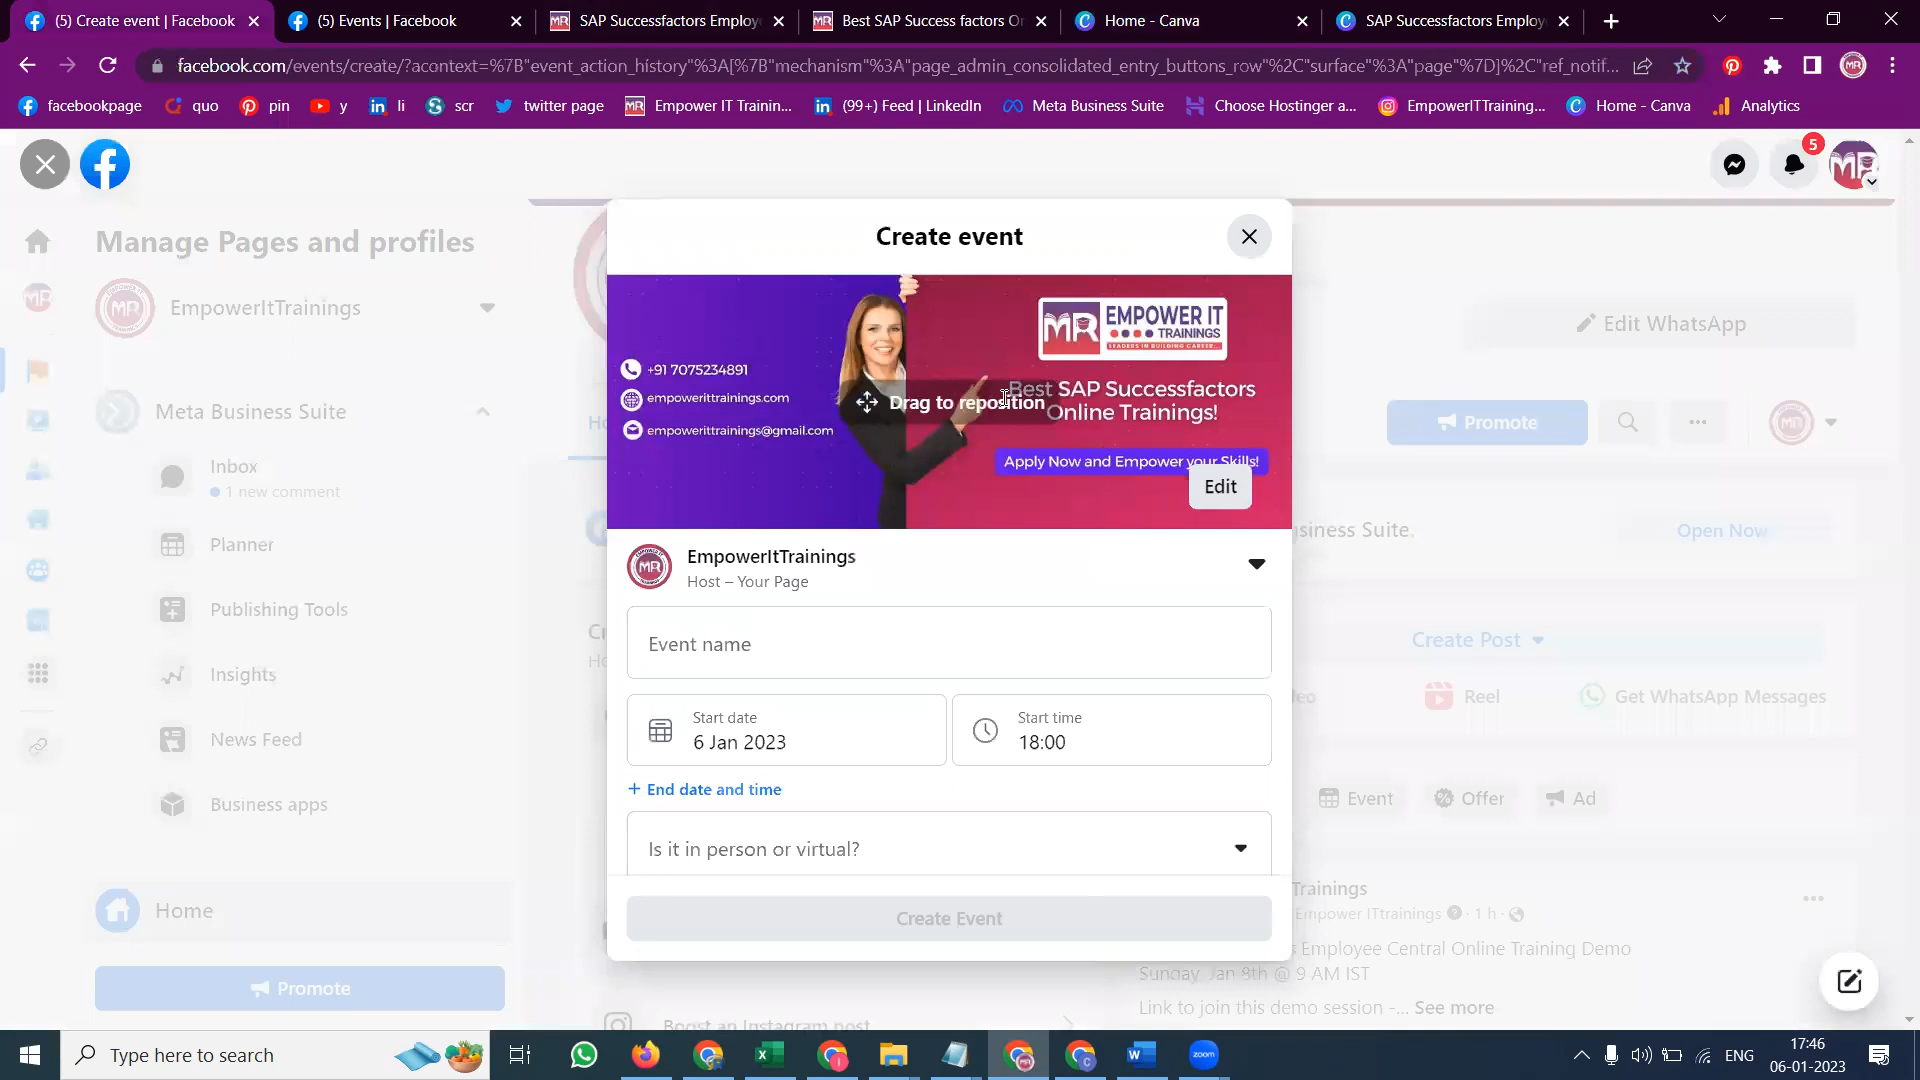 (5) Create event | Facebook
(5) Events | Facebook
SAP Successfactors Employ
Best SAP Success factors O
Home - Canva
SAP Successfactors Employ
facebook.com/events/create/?acontext=%7B"event_action_history"%3A[%7B"mechanism"%3A"page_admin_consolidated_entry_buttons_row"%2C"surface"%3A"page"%7D]%2C"ref_notif...
facebookpage
quo
pin
y
li
scr
twitter page
Empower IT Trainin...
(99+) Feed | LinkedIn
Meta Business Suite
Choose Hostinger a...
EmpowerITTraining...
Home - Canva
Analytics
5
Manage Pages and profiles
EmpowerItTrainings
Meta Business Suite
Inbox
1 new comment
Planner
Publishing Tools
Insights
News Feed
Business apps
Home
Promote
Create event
+91 7075234891
empowerittrainings.com
empowerittrainings@gmail.com
MR EMPOWER IT
TRAININGS
LEADERS IN BUILDING CAREER...
Best SAP Successfactors
Online Trainings!
Drag to reposition
Apply Now and Empower your Skills!
Edit
EmpowerItTrainings
Host – Your Page
Event name
Start date
6 Jan 2023
Start time
18:00
+ End date and time
Is it in person or virtual?
Create Event
Edit WhatsApp
Promote
siness Suite.
Open Now
Create Post
Reel
Get WhatsApp Messages
Event
Offer
Ad
Trainings
Empower ITtrainings · 1 h ·
s Employee Central Online Training Demo
Sunday, Jan 8th @ 9 AM IST
Link to join this demo session -... See more
Boost an Instagram post
Type here to search
zoom
ENG
17:46
06-01-2023